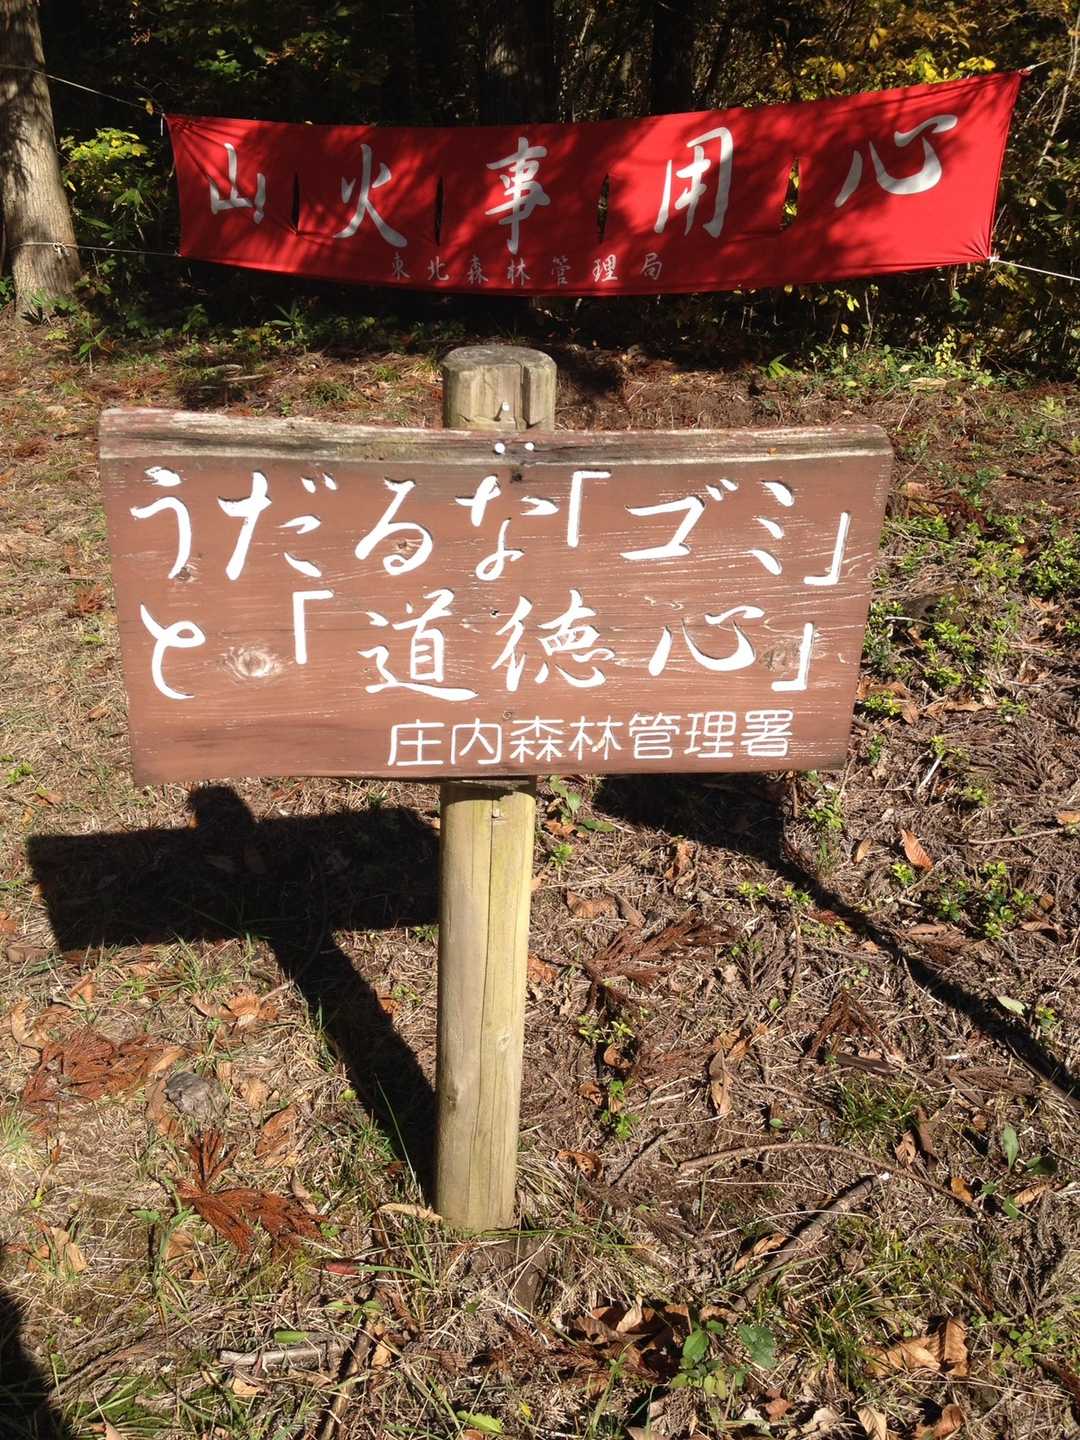 山火事用心
東北森林管理局
うだるな「ゴミ」
と「道徳心」
庄内森林管理署